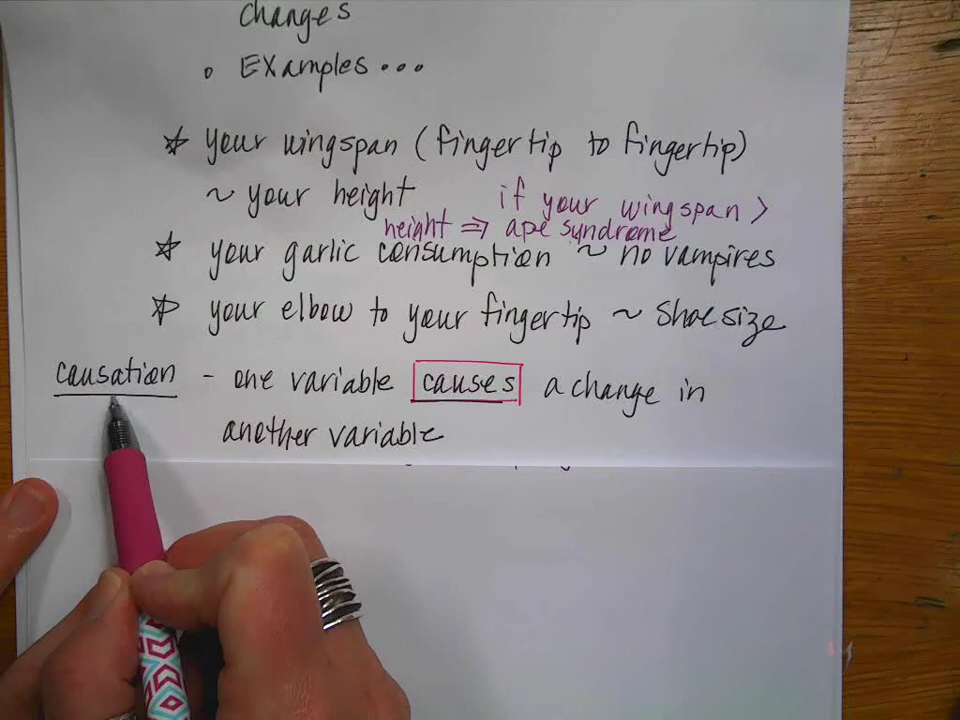 changes
• Examples...
☆ your wingspan (fingertip to fingertip)
~ your height if your wingspan >
height ⇒ ape syndrome
☆ your garlic consumption ~ no vampires
☆ your elbow to your fingertip ~ shoe size
causation - one variable causes a change in
another variable